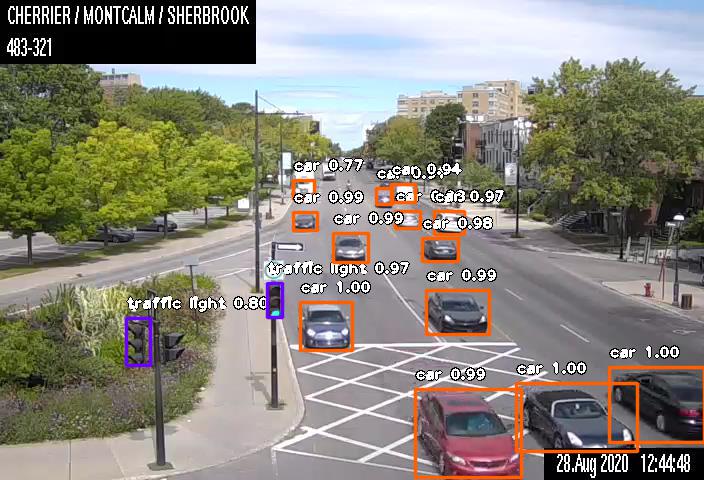 CHERRIER / MONTCALM / SHERBROOK
483-321
car 0.77
car 0.94
car 0.99
car 0.97
car 0.99
car 0.98
traffic light 0.97
car 0.99
traffic light 0.80
car 1.00
car 1.00
car 1.00
car 0.99
28.Aug 2020 12:44:48